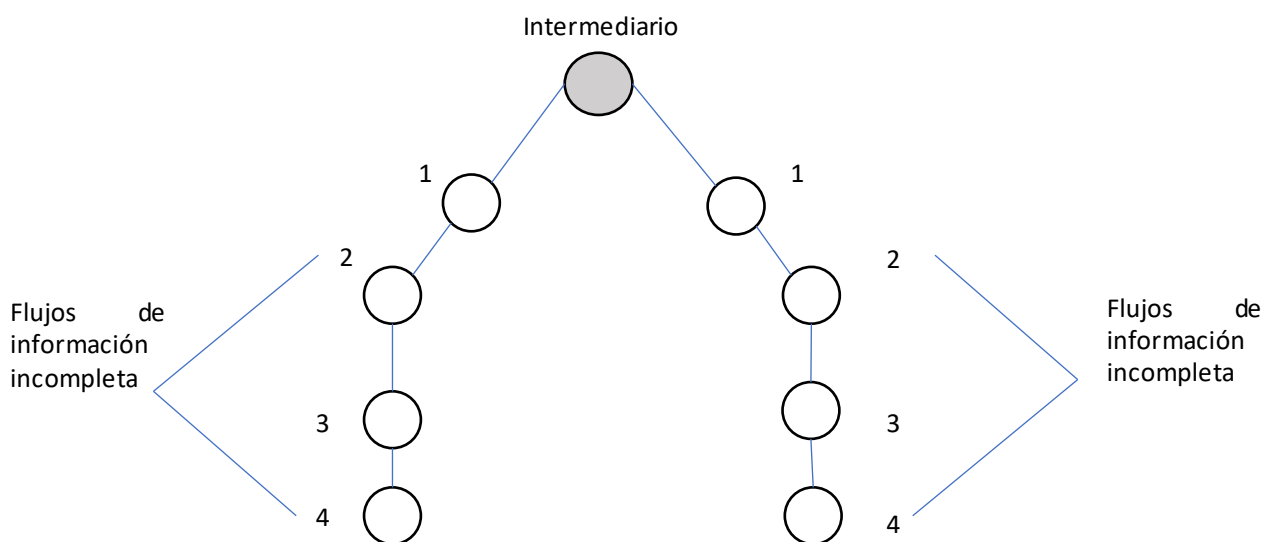 Intermediario
1
1
2
2
Flujos de
información
incompleta
Flujos de
información
incompleta
3
3
4
4